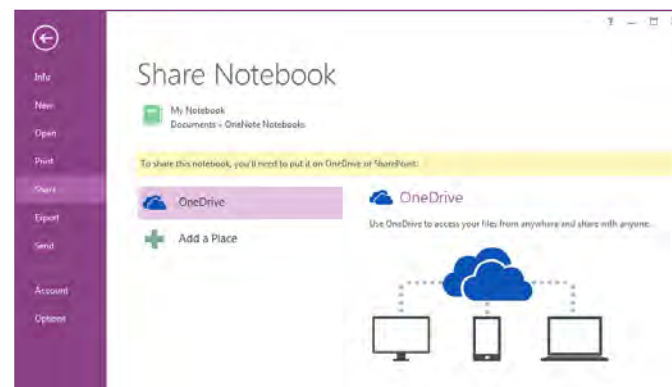 ?
Info
New
Open
Print
Share
Export
Send
Account
Options
Share Notebook
My Notebook
Documents » OneNote Notebooks
To share this notebook, you'll need to put it on OneDrive or SharePoint:
OneDrive
Add a Place
OneDrive
Use OneDrive to access your files from anywhere and share with anyone.